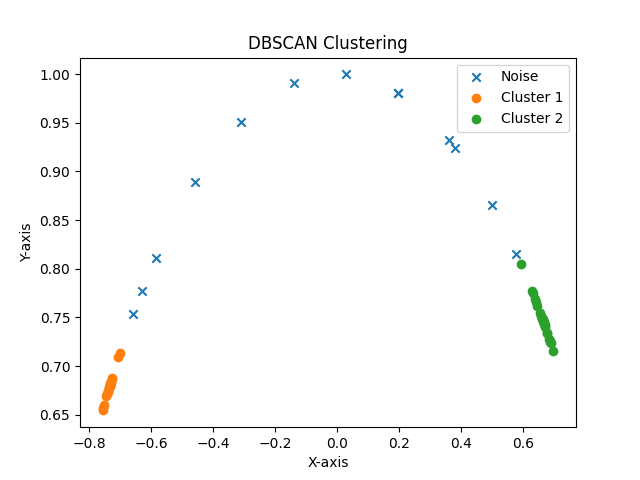 DBSCAN Clustering
1.00
0.95
0.90
0.85
0.80
0.75
0.70
0.65
Y-axis
Noise
Cluster 1
Cluster 2
−0.8 −0.6 −0.4 −0.2 0.0 0.2 0.4 0.6
X-axis